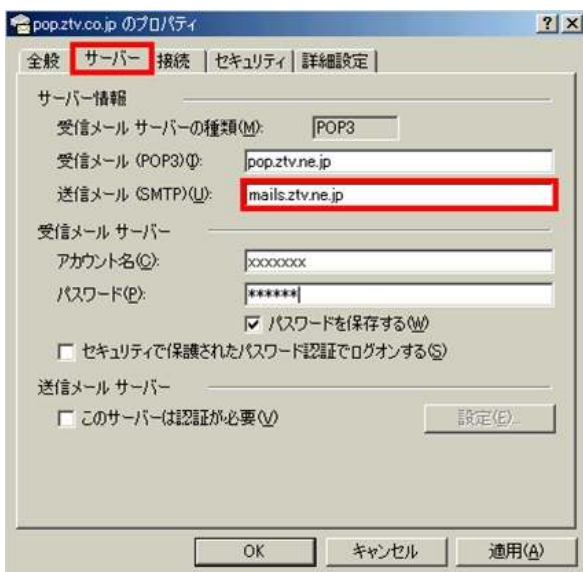 pop.ztv.co.jp のプロパティ
全般 サーバー 接続 セキュリティ 詳細設定
サーバー情報
受信メール サーバーの種類(M): POP3
受信メール (POP3)(I): pop.ztv.ne.jp
送信メール (SMTP)(U): mails.ztv.ne.jp
受信メール サーバー
アカウント名(C): xxxxxxx
パスワード(P): ******
パスワードを保存する(W)
セキュリティで保護されたパスワード認証でログオンする(S)
送信メール サーバー
このサーバーは認証が必要(V) 設定(E)...
OK キャンセル 適用(A)